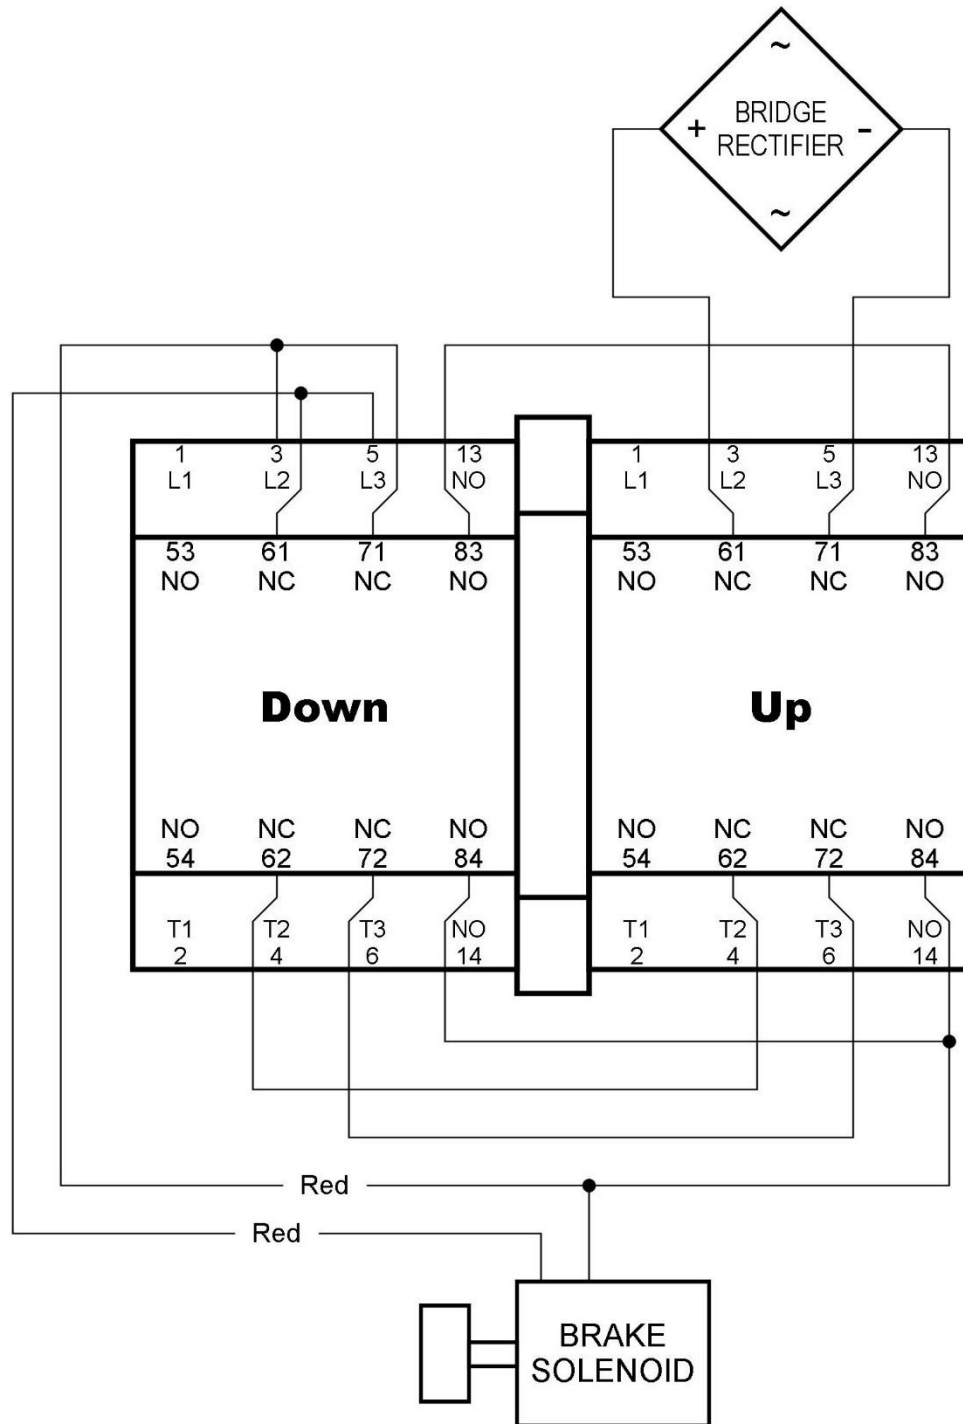 ~
BRIDGE
+ RECTIFIER -
~
1 3 5 13
L1 L2 L3 NO
53 61 71 83
NO NC NC NO
Down
NO NC NC NO
54 62 72 84
T1 T2 T3 NO
2 4 6 14
1 3 5 13
L1 L2 L3 NO
53 61 71 83
NO NC NC NO
Up
NO NC NC NO
54 62 72 84
T1 T2 T3 NO
2 4 6 14
Red
Red
BRAKE
SOLENOID